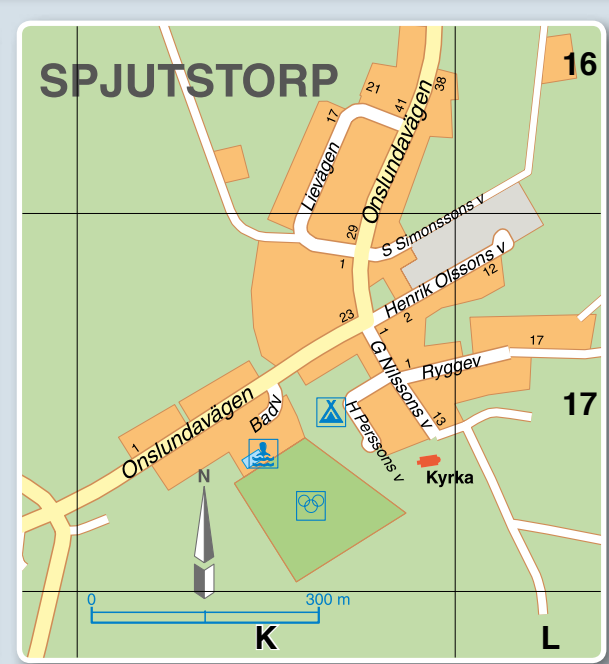 SPJUTSTORP
16
21
41
38
17
Lievägen
Onslundavägen
29
S Simonssons v
1
Henrik Olssons v
12
23
2
1
G Nilssons v
1
Ryggev
17
17
Badv
H Perssons v
13
1
Onslundavägen
Kyrka
N
0
300 m
K
L